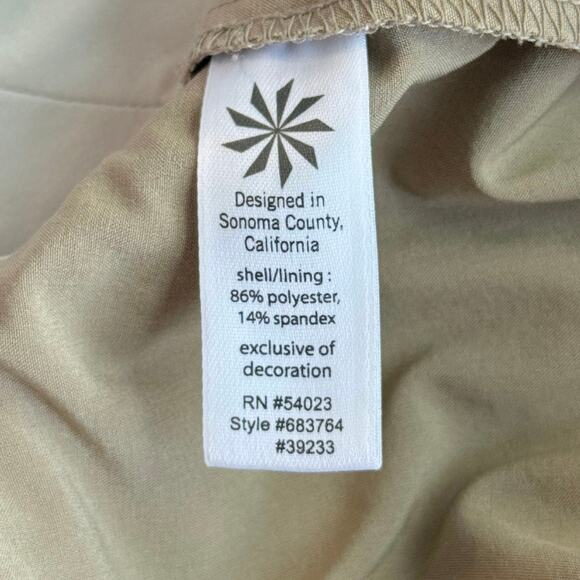 Designed in
Sonoma County,
California
shell/lining :
86% polyester,
14% spandex
exclusive of
decoration
RN #54023
Style #683764
#39233